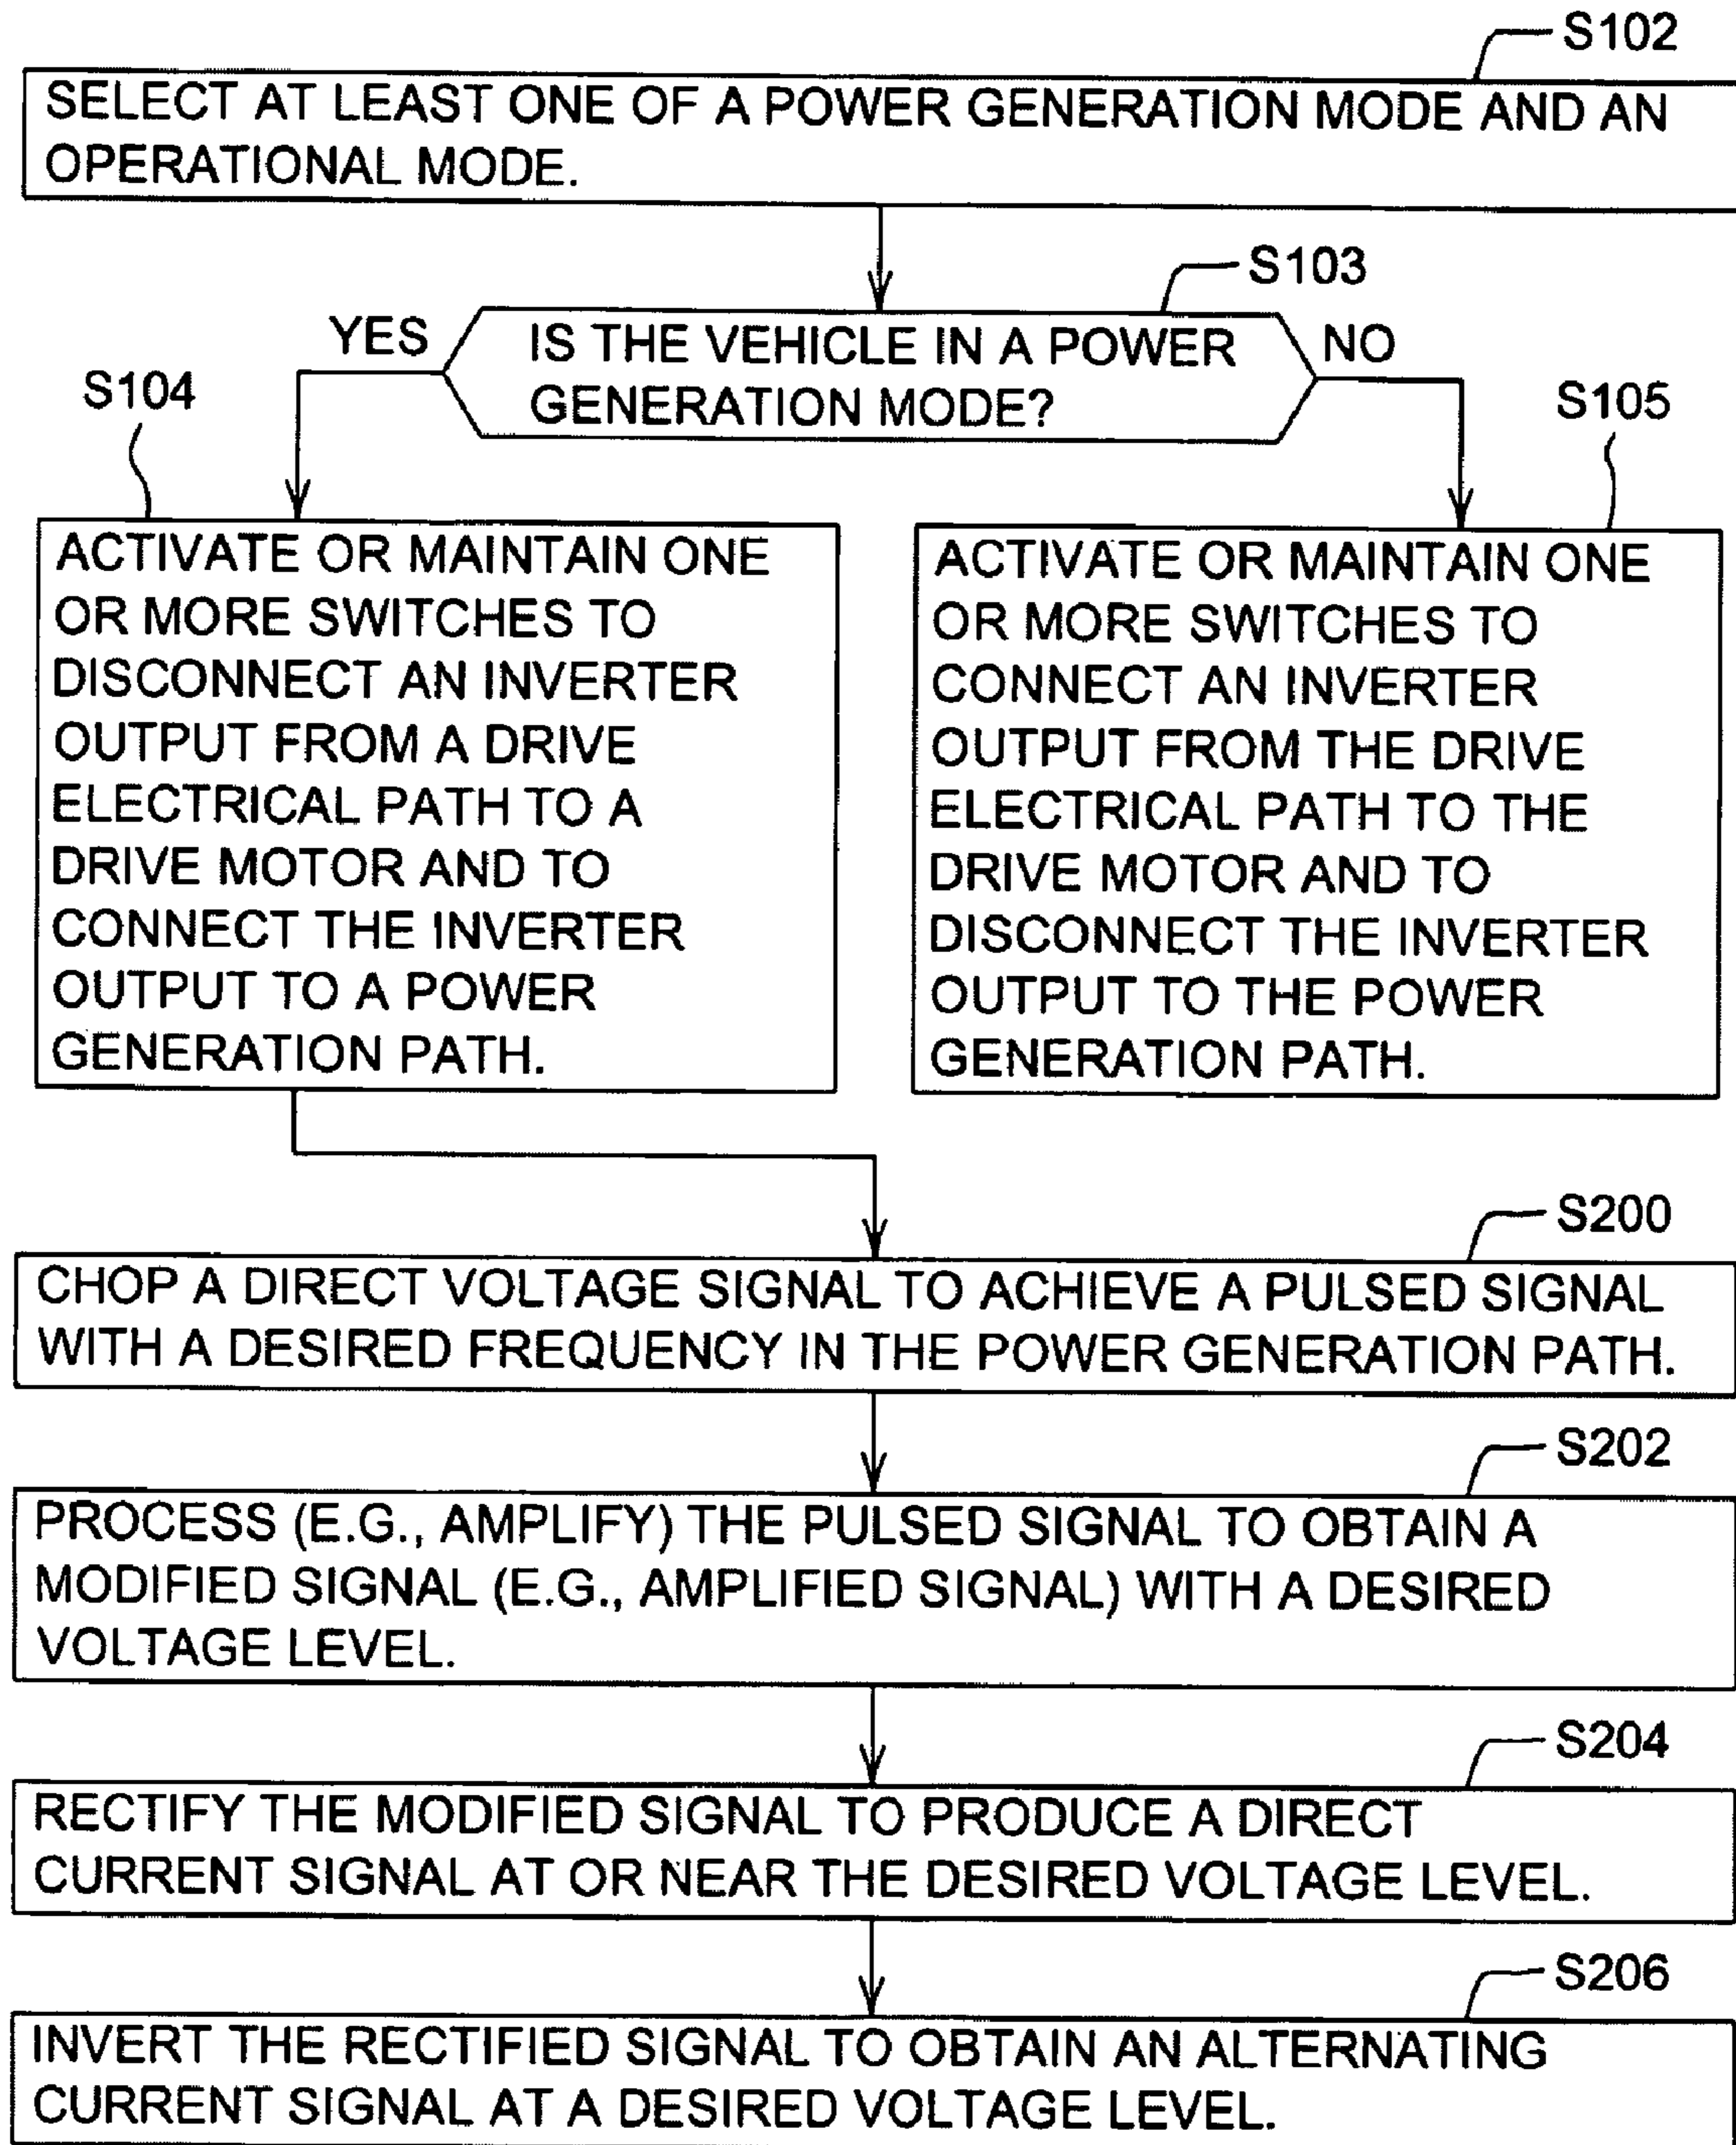 S102
SELECT AT LEAST ONE OF A POWER GENERATION MODE AND AN
OPERATIONAL MODE.
S103
YES
IS THE VEHICLE IN A POWER
GENERATION MODE?
NO
S104
S105
ACTIVATE OR MAINTAIN ONE
OR MORE SWITCHES TO
DISCONNECT AN INVERTER
OUTPUT FROM A DRIVE
ELECTRICAL PATH TO A
DRIVE MOTOR AND TO
CONNECT THE INVERTER
OUTPUT TO A POWER
GENERATION PATH.
ACTIVATE OR MAINTAIN ONE
OR MORE SWITCHES TO
CONNECT AN INVERTER
OUTPUT FROM THE DRIVE
ELECTRICAL PATH TO THE
DRIVE MOTOR AND TO
DISCONNECT THE INVERTER
OUTPUT TO THE POWER
GENERATION PATH.
S200
CHOP A DIRECT VOLTAGE SIGNAL TO ACHIEVE A PULSED SIGNAL
WITH A DESIRED FREQUENCY IN THE POWER GENERATION PATH.
S202
PROCESS (E.G., AMPLIFY) THE PULSED SIGNAL TO OBTAIN A
MODIFIED SIGNAL (E.G., AMPLIFIED SIGNAL) WITH A DESIRED
VOLTAGE LEVEL.
S204
RECTIFY THE MODIFIED SIGNAL TO PRODUCE A DIRECT
CURRENT SIGNAL AT OR NEAR THE DESIRED VOLTAGE LEVEL.
S206
INVERT THE RECTIFIED SIGNAL TO OBTAIN AN ALTERNATING
CURRENT SIGNAL AT A DESIRED VOLTAGE LEVEL.